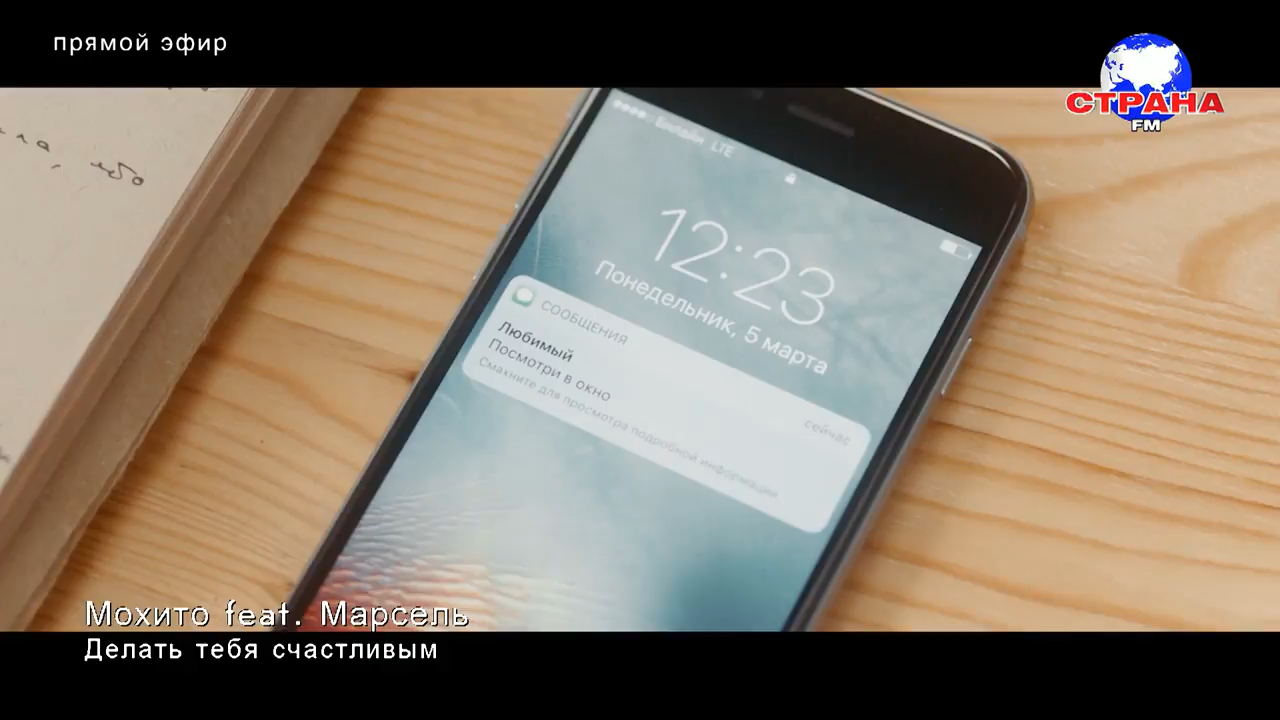 прямой эфир
СТРАНА
FM
Билайн LTE
12:23
Понедельник, 5 марта
СООБЩЕНИЯ
сейчас
Любимый
Посмотри в окно
Смахните для просмотра подробной информации
Мохито feat. Марсель
Делать тебя счастливым